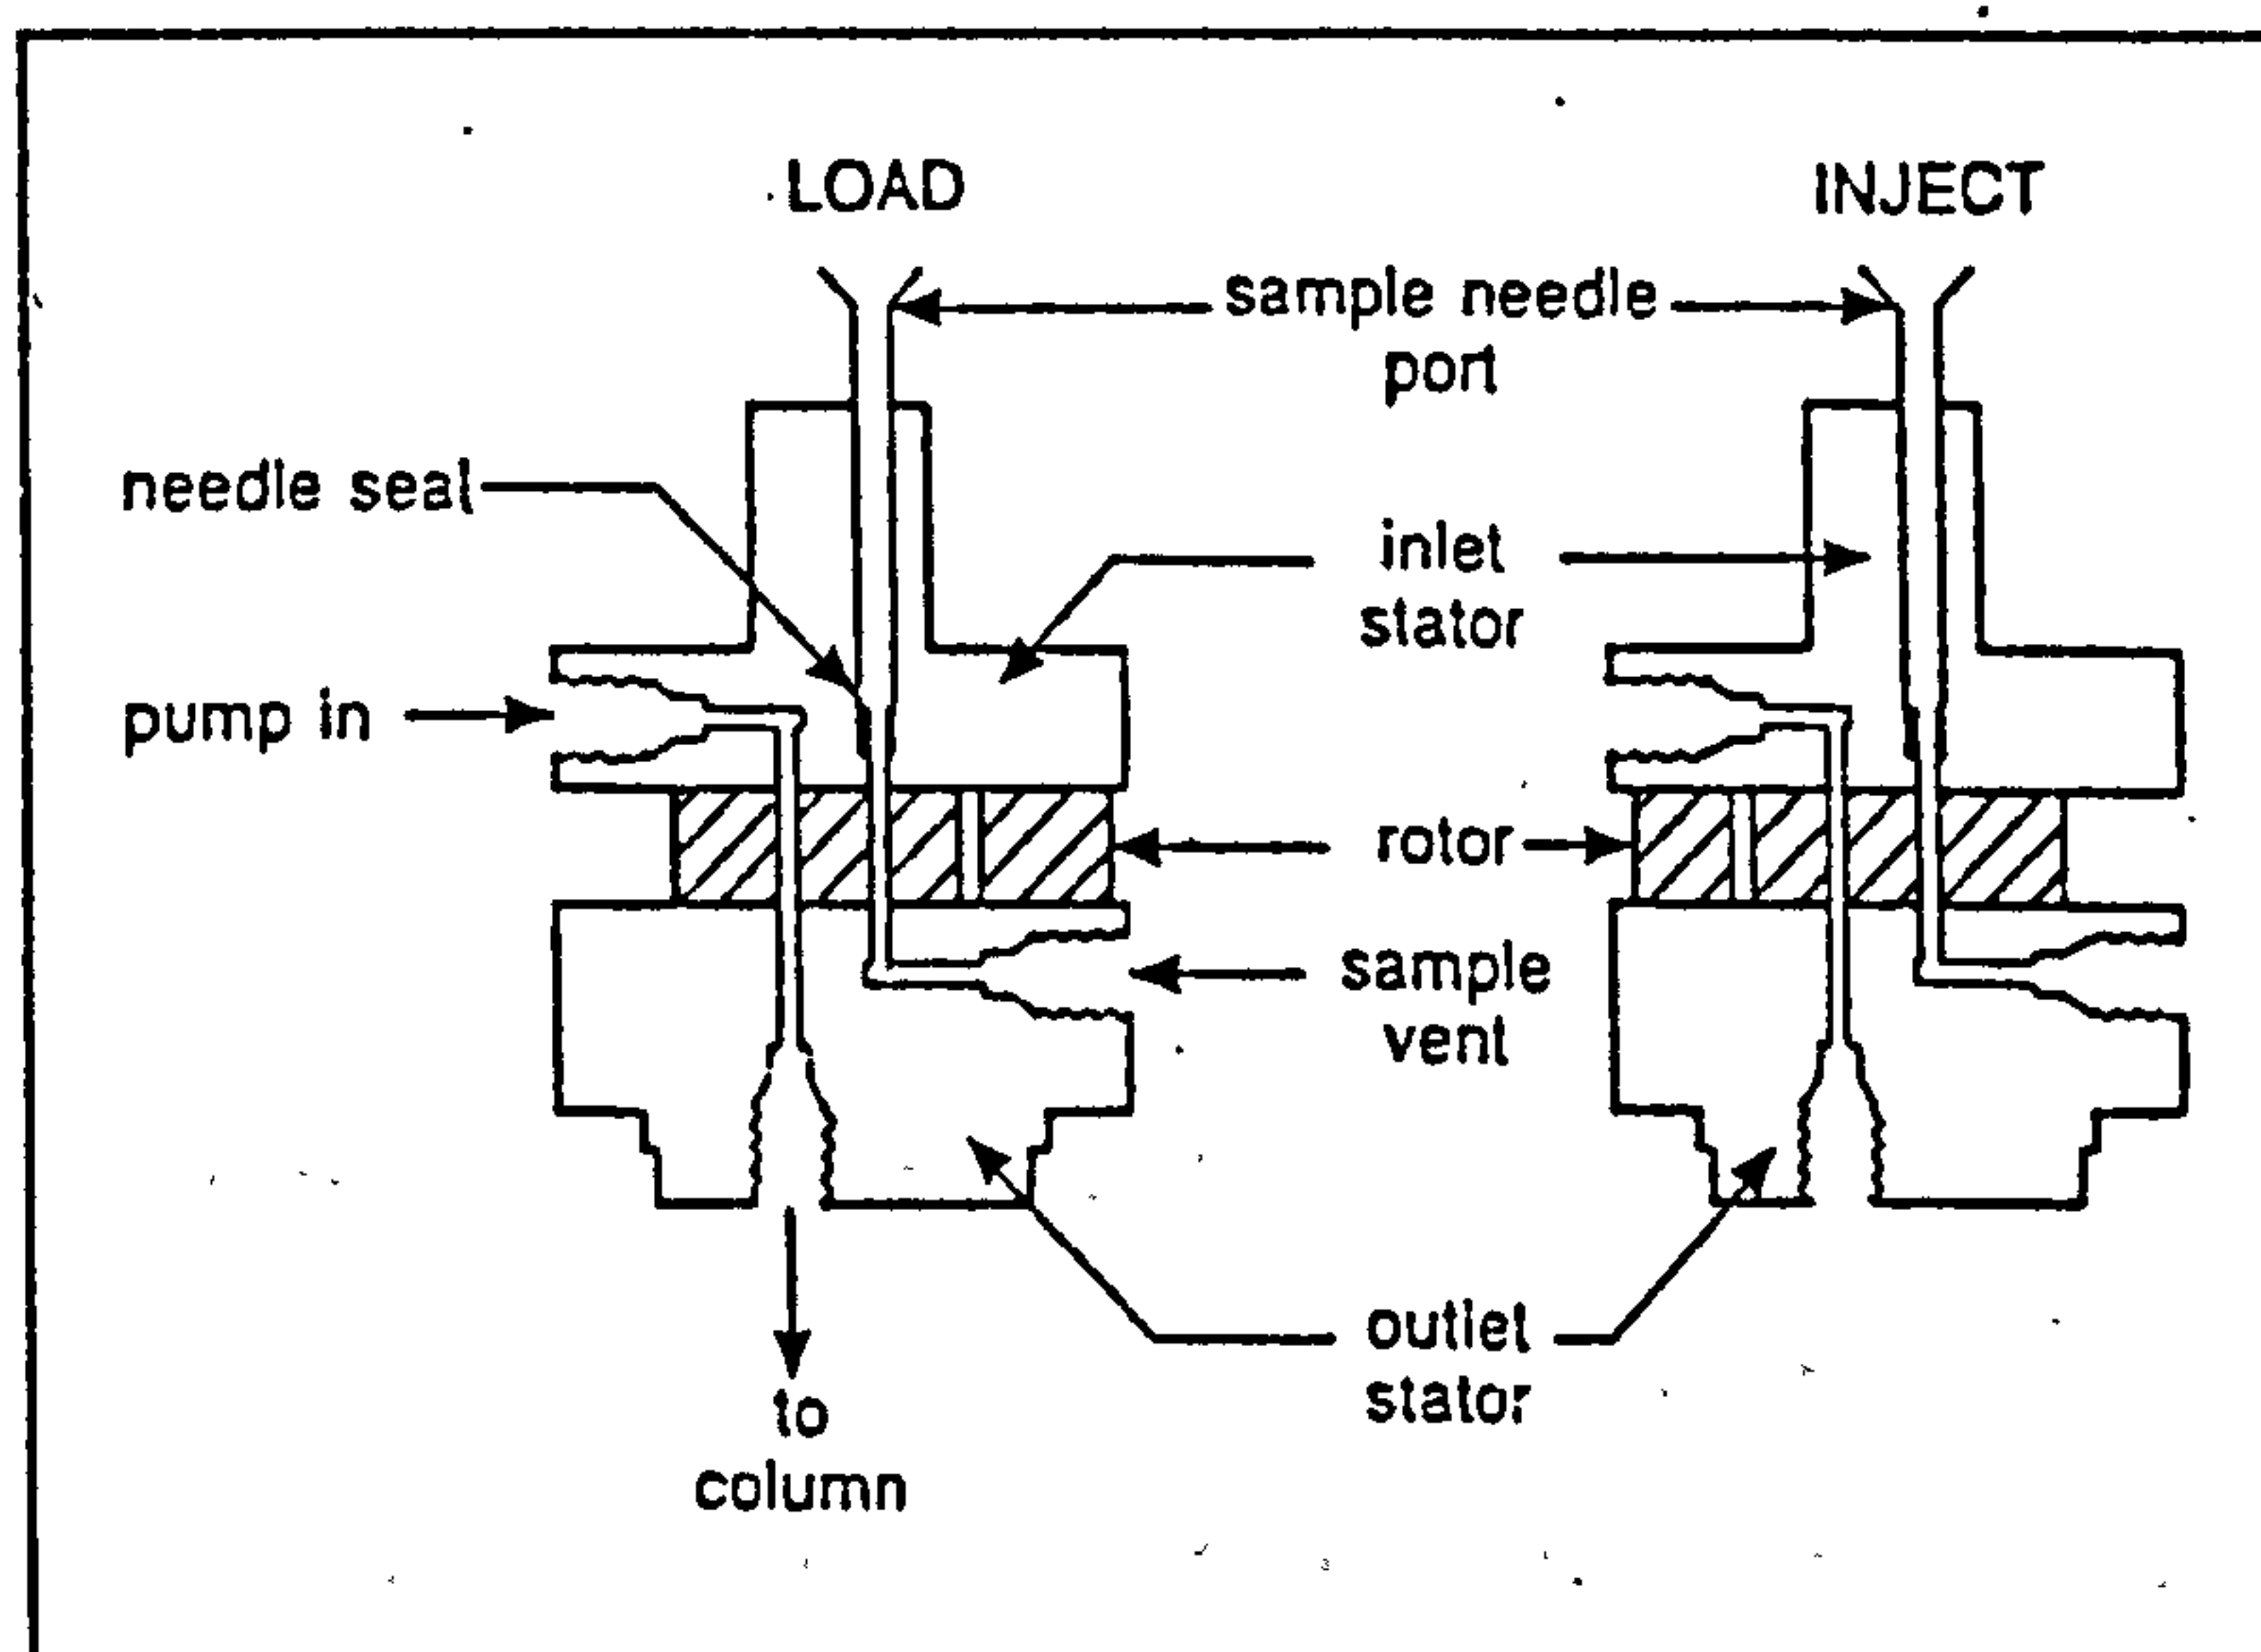 LOAD
INJECT
sample needle
port
needle seal
inlet
stator
pump in
rotor
sample
vent
outlet
stator
to
column